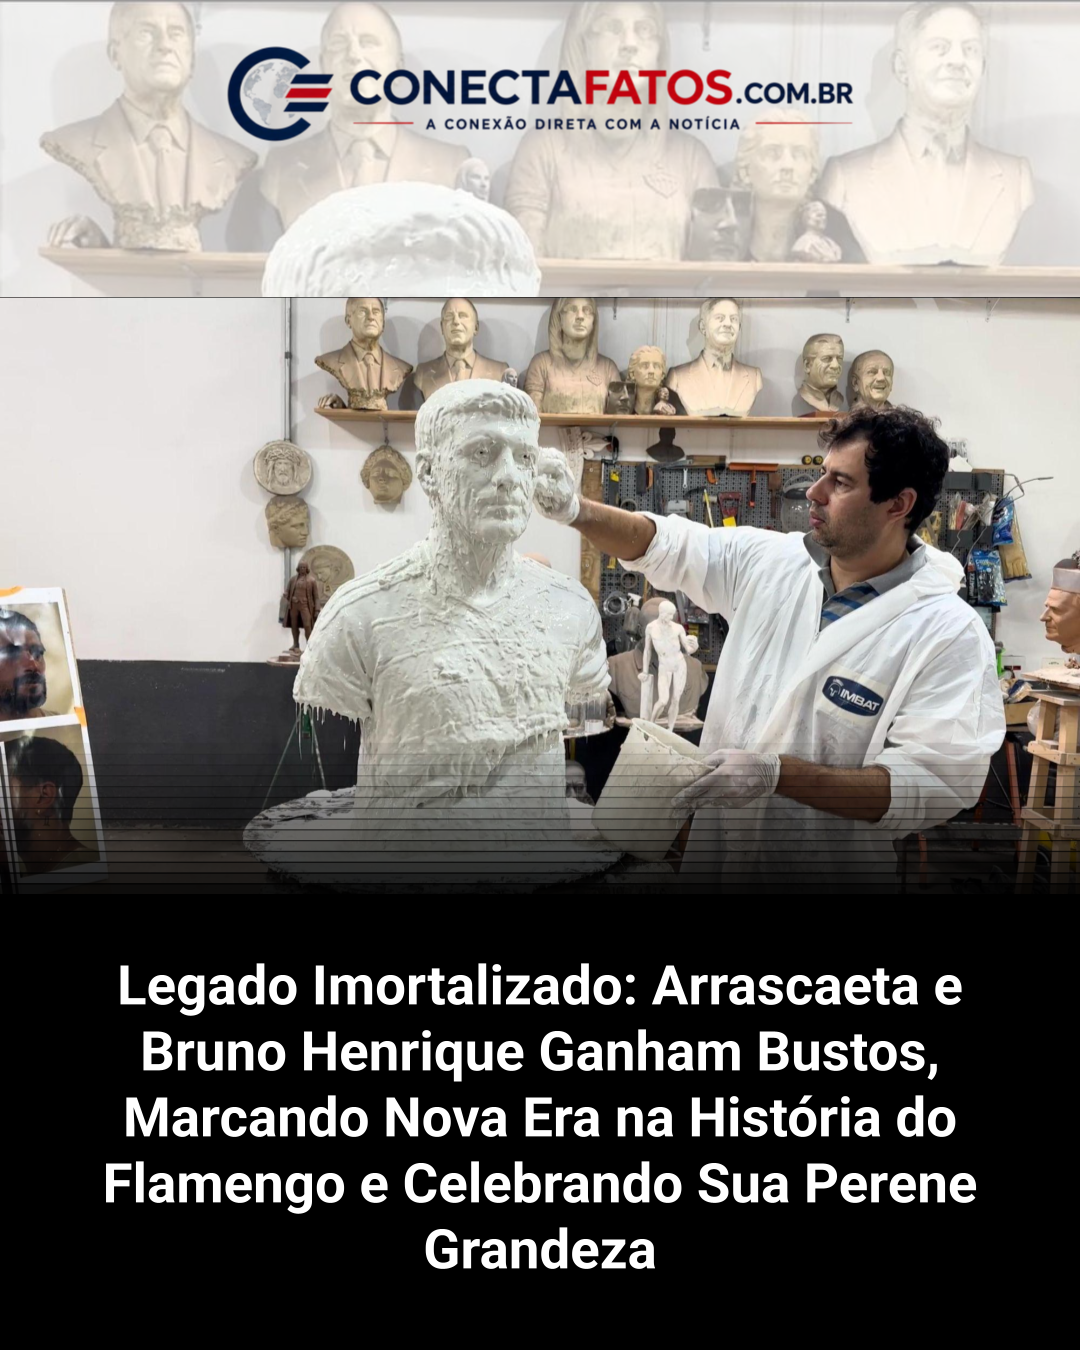 CONECTAFATOS.COM.BR
A CONEXÃO DIRETA COM A NOTÍCIA
IMBAT
Legado Imortalizado: Arrascaeta e
Bruno Henrique Ganham Bustos,
Marcando Nova Era na História do
Flamengo e Celebrando Sua Perene
Grandeza